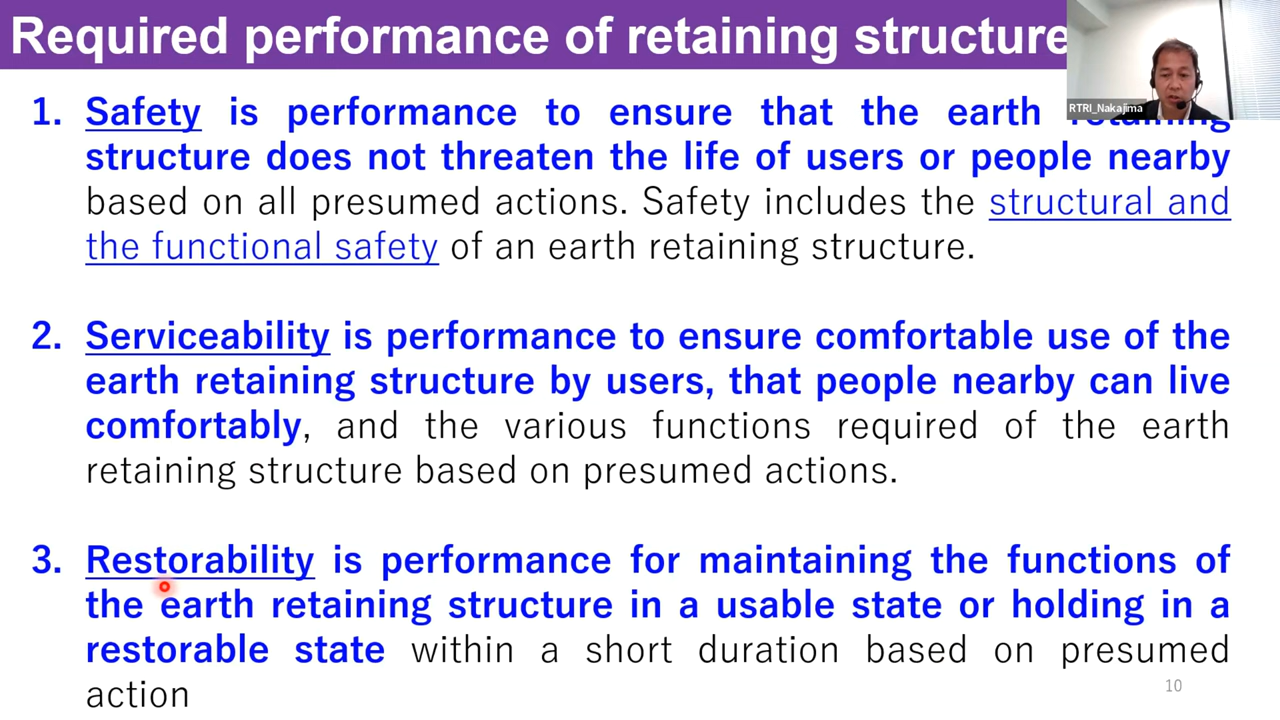 Required performance of retaining structure
RTRI_Nakajima
1. Safety is performance to ensure that the earth retaining
structure does not threaten the life of users or people nearby
based on all presumed actions. Safety includes the structural and
the functional safety of an earth retaining structure.
2. Serviceability is performance to ensure comfortable use of the
earth retaining structure by users, that people nearby can live
comfortably, and the various functions required of the earth
retaining structure based on presumed actions.
3. Restorability is performance for maintaining the functions of
the earth retaining structure in a usable state or holding in a
restorable state within a short duration based on presumed
action
10